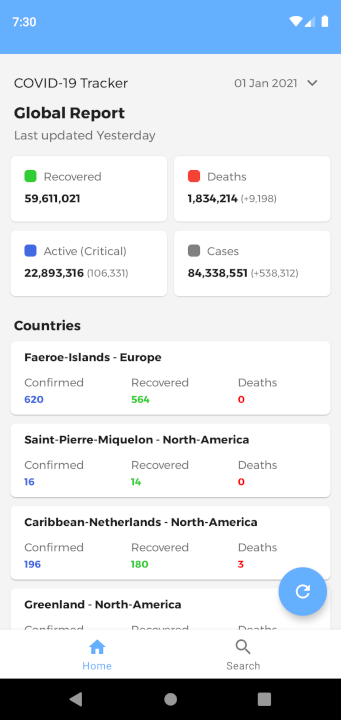 7:30
COVID-19 Tracker 01 Jan 2021
Global Report
Last updated Yesterday
Recovered Deaths
59,611,021 1,834,214 (+9,198)
Active (Critical) Cases
22,893,316 (106,331) 84,338,551 (+538,312)
Countries
Faeroe-Islands - Europe
Confirmed Recovered Deaths
620 564 0
Saint-Pierre-Miquelon - North-America
Confirmed Recovered Deaths
16 14 0
Caribbean-Netherlands - North-America
Confirmed Recovered Deaths
196 180 3
Greenland - North-America
Confirmed Recovered Deaths
Home Search